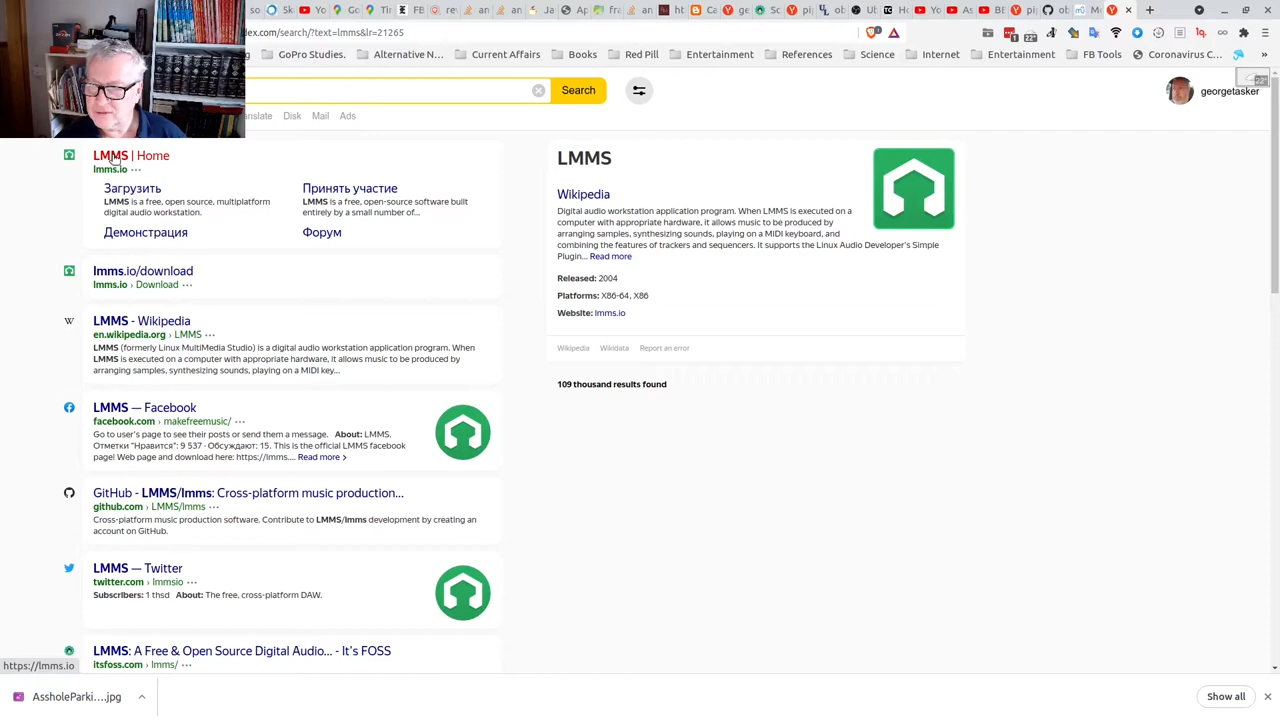 dex.com/search/?text=lmms&lr=21265
GoPro Studios.
Alternative N...
Current Affairs
Books
Red Pill
Entertainment
References
Science
Internet
Entertainment
FB Tools
Coronavirus C...
Search
georgetasker
22°
anslate Disk Mail Ads
LMMS | Home
lmms.io
Загрузить
LMMS is a free, open source, multiplatform
digital audio workstation.
Принять участие
LMMS is a free, open-source software built
entirely by a small number of...
Демонстрация
Форум
lmms.io/download
lmms.io › Download
LMMS - Wikipedia
en.wikipedia.org › LMMS
LMMS (formerly Linux MultiMedia Studio) is a digital audio workstation application program. When
LMMS is executed on a computer with appropriate hardware, it allows music to be produced by
arranging samples, synthesizing sounds, playing on a MIDI key...
LMMS — Facebook
facebook.com › makefreemusic/
Go to user's page to see their posts or send them a message. About: LMMS.
Отметки "Нравится": 9 537 · Обсуждают: 15. This is the official LMMS facebook
page! Web page and download here: https://lmms.... Read more ›
GitHub - LMMS/lmms: Cross-platform music production...
github.com › LMMS/lmms
Cross-platform music production software. Contribute to LMMS/lmms development by creating an
account on GitHub.
LMMS — Twitter
twitter.com › lmmsio
Subscribers: 1 thsd About: The free, cross-platform DAW.
LMMS: A Free & Open Source Digital Audio... - It's FOSS
itsfoss.com › lmms/
LMMS
Wikipedia
Digital audio workstation application program. When LMMS is executed on a
computer with appropriate hardware, it allows music to be produced by
arranging samples, synthesizing sounds, playing on a MIDI keyboard, and
combining the features of trackers and sequencers. It supports the Linux Audio Developer's Simple
Plugin... Read more
Released: 2004
Platforms: X86-64, X86
Website: lmms.io
Wikipedia Wikidata Report an error
109 thousand results found
https://lmms.io
AssholeParki....jpg
Show all